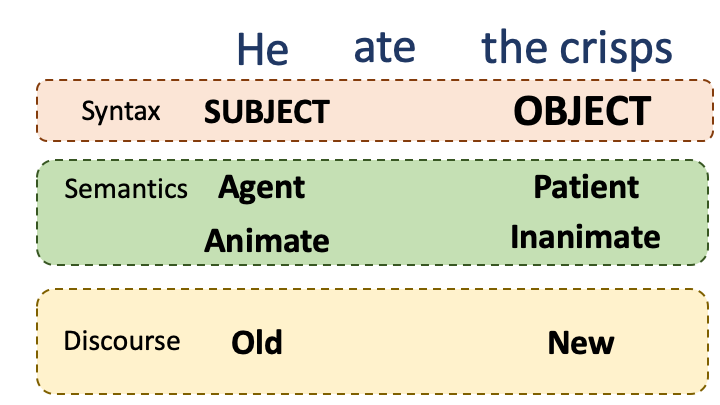 He ate the crisps
Syntax SUBJECT OBJECT
Semantics Agent Patient
Animate Inanimate
Discourse Old New